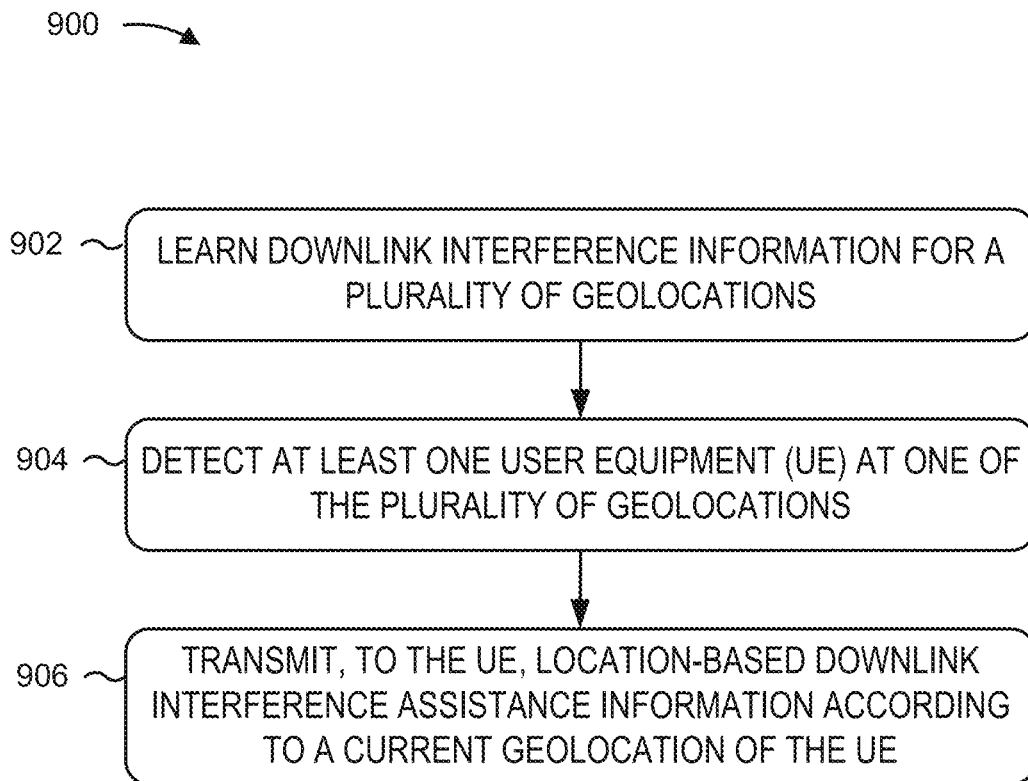 900
902
LEARN DOWNLINK INTERFERENCE INFORMATION FOR A
PLURALITY OF GEOLOCATIONS
904
DETECT AT LEAST ONE USER EQUIPMENT (UE) AT ONE OF
THE PLURALITY OF GEOLOCATIONS
906
TRANSMIT, TO THE UE, LOCATION-BASED DOWNLINK
INTERFERENCE ASSISTANCE INFORMATION ACCORDING
TO A CURRENT GEOLOCATION OF THE UE